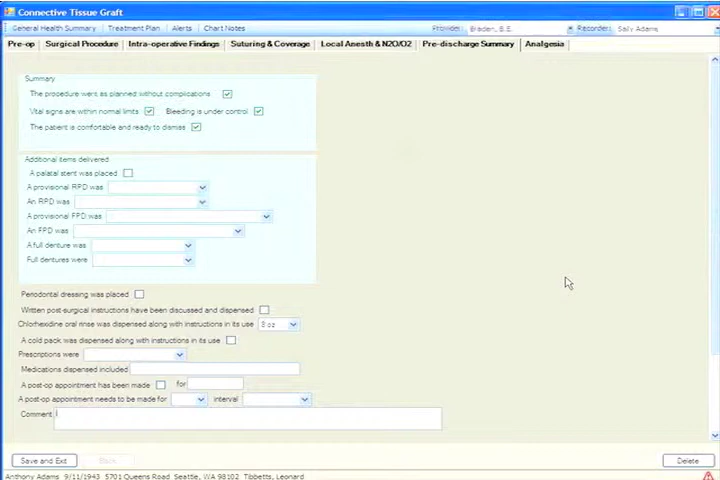 Connective Tissue Graft
General Health Summary Treatment Plan Alerts Chart Notes Provider: Braden, B.E. Recorder: Sally Adams
Pre-op Surgical Procedure Intra-operative Findings Suturing & Coverage Local Anesth & N2O/O2 Pre-discharge Summary Analgesia
Summary
The procedure went as planned without complications
Vital signs are within normal limits Bleeding is under control
The patient is comfortable and ready to dismiss
Additional items delivered
A palatal stent was placed
A provisional RPD was
An RPD was
A provisional FPD was
An FPD was
A full denture was
Full dentures were
Periodontal dressing was placed
Written post-surgical instructions have been discussed and dispensed
Chlorhexidine oral rinse was dispensed along with instructions in its use 8 oz
A cold pack was dispensed along with instructions in its use
Prescriptions were
Medications dispensed included
A post-op appointment has been made for
A post-op appointment needs to be made for interval
Comment
Save and Exit Back Delete
Anthony Adams 9/11/1943 5701 Queens Road Seattle, WA 98102 Tibbetts, Leonard